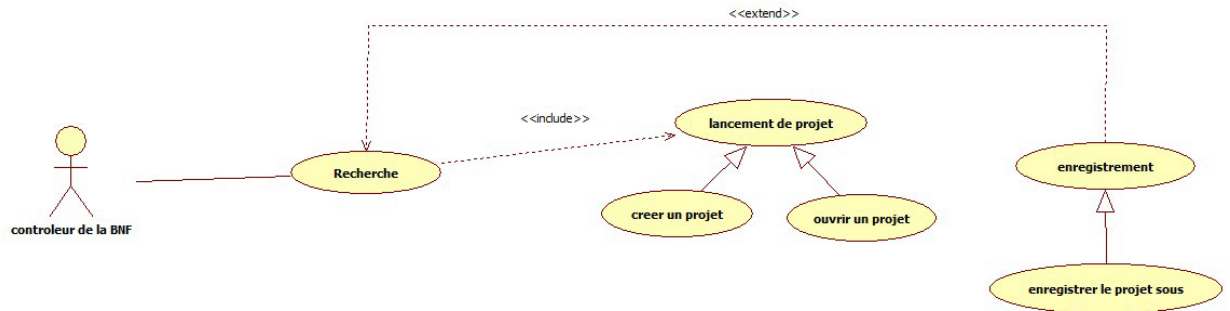 <<extend>>
<<include>>
lancement de projet
Recherche
enregistrement
creer un projet
ouvrir un projet
controleur de la BNF
enregistrer le projet sous